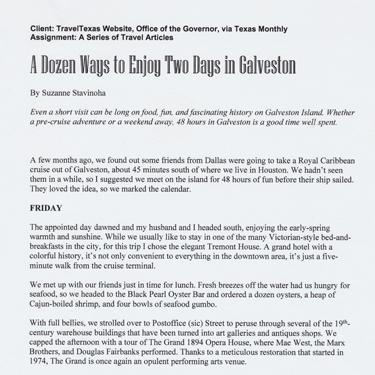 Client: TravelTexas Website, Office of the Governor, via Texas Monthly
Assignment: A Series of Travel Articles
A Dozen Ways to Enjoy Two Days in Galveston
By Suzanne Stavinoha
Even a short visit can be long on food, fun, and fascinating history on Galveston Island. Whether
a pre-cruise adventure or a weekend away, 48 hours in Galveston is a good time well spent.
A few months ago, we found out some friends from Dallas were going to take a Royal Caribbean
cruise out of Galveston, about 45 minutes south of where we live in Houston. We hadn't seen
them in a while, so I suggested we meet on the island for 48 hours of fun before their ship sailed.
They loved the idea, so we marked the calendar.
FRIDAY
The appointed day dawned and my husband and I headed south, enjoying the early-spring
warmth and sunshine. While we usually like to stay in one of the many Victorian-style bed-and-
breakfasts in the city, for this trip I chose the elegant Tremont House. A grand hotel with a
colorful history, it's not only convenient to everything in the downtown area, it's just a five-
minute walk from the cruise terminal.
We met up with our friends just in time for lunch. Fresh breezes off the water had us hungry for
seafood, so we headed to the Black Pearl Oyster Bar and ordered a dozen oysters, a heap of
Cajun-boiled shrimp, and four bowls of seafood gumbo.
With full bellies, we strolled over to Postoffice (sic) Street to peruse through several of the 19th-
century warehouse buildings that have been turned into art galleries and antiques shops. We
capped the afternoon with a tour of The Grand 1894 Opera House, where Mae West, the Marx
Brothers, and Douglas Fairbanks performed. Thanks to a meticulous restoration that started in
1974, The Grand is once again an opulent performing arts venue.